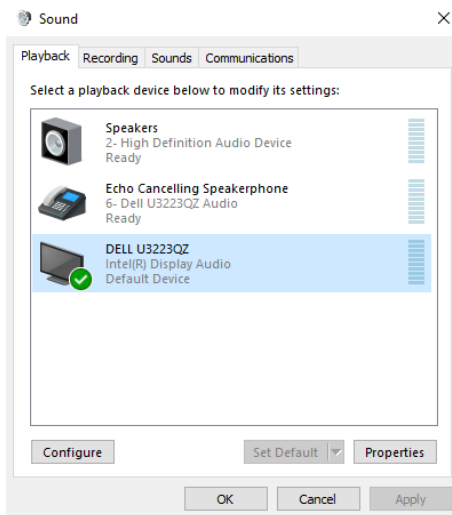 Sound
Playback Recording Sounds Communications
Select a playback device below to modify its settings:
Speakers
2- High Definition Audio Device
Ready
Echo Cancelling Speakerphone
6- Dell U3223QZ Audio
Ready
DELL U3223QZ
Intel(R) Display Audio
Default Device
Configure Set Default Properties
OK Cancel Apply